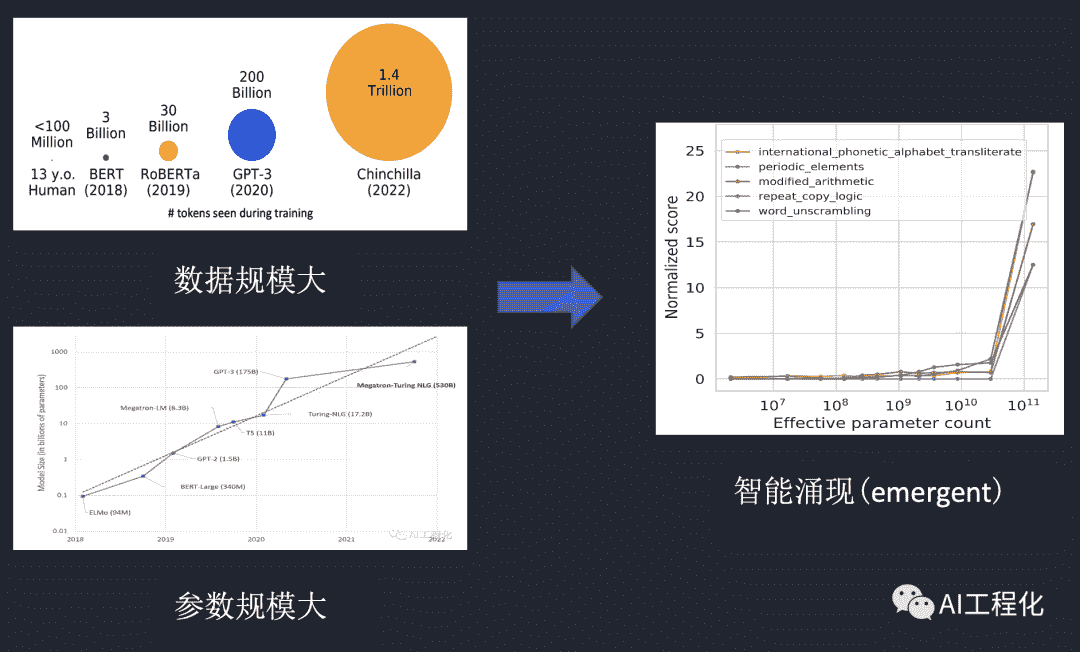 <100
Million
3
Billion
30
Billion
200
Billion
1.4
Trillion
13 y.o.
Human
BERT
(2018)
RoBERTa
(2019)
GPT-3
(2020)
Chinchilla
(2022)
# tokens seen during training
数据规模大
Model Size (in billions of parameters)
1000
100
10
1
0.1
0.01
2018
2019
2020
2021
2022
ELMo (94M)
BERT-Large (340M)
GPT-2 (1.5B)
Megatron-LM (8.3B)
T5 (11B)
Turing-NLG (17.2B)
GPT-3 (175B)
Megatron-Turing NLG (530B)
AI工程化
参数规模大
international_phonetic_alphabet_transliterate
periodic_elements
modified_arithmetic
repeat_copy_logic
word_unscrambling
Normalized score
25
20
15
10
5
0
10⁷
10⁸
10⁹
10¹⁰
10¹¹
Effective parameter count
智能涌现(emergent)
AI工程化